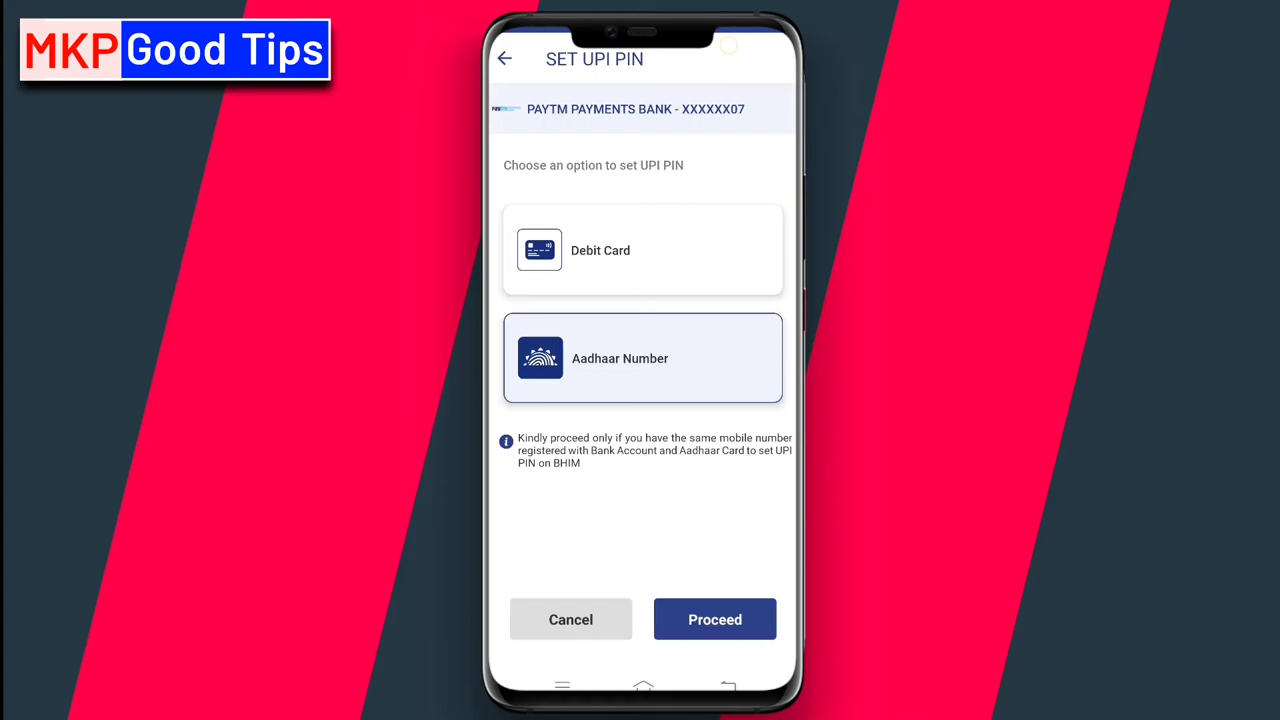 MKP Good Tips
SET UPI PIN
PAYTM PAYMENTS BANK - XXXXXX07
Choose an option to set UPI PIN
Debit Card
Aadhaar Number
Kindly proceed only if you have the same mobile number
registered with Bank Account and Aadhaar Card to set UPI
PIN on BHIM
Cancel
Proceed